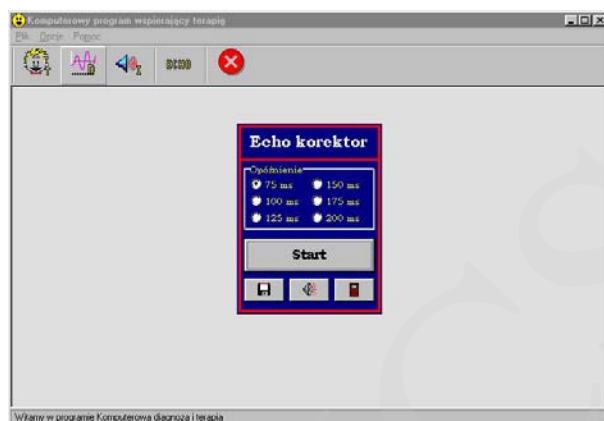 Komputerowy program wspierający terapię
Plik Opcje Pomoc
ECHO
Echo korektor
Opóźnienie
75 ms 150 ms
100 ms 175 ms
125 ms 200 ms
Start
Witamy w programie Komputerowa diagnoza i terapia